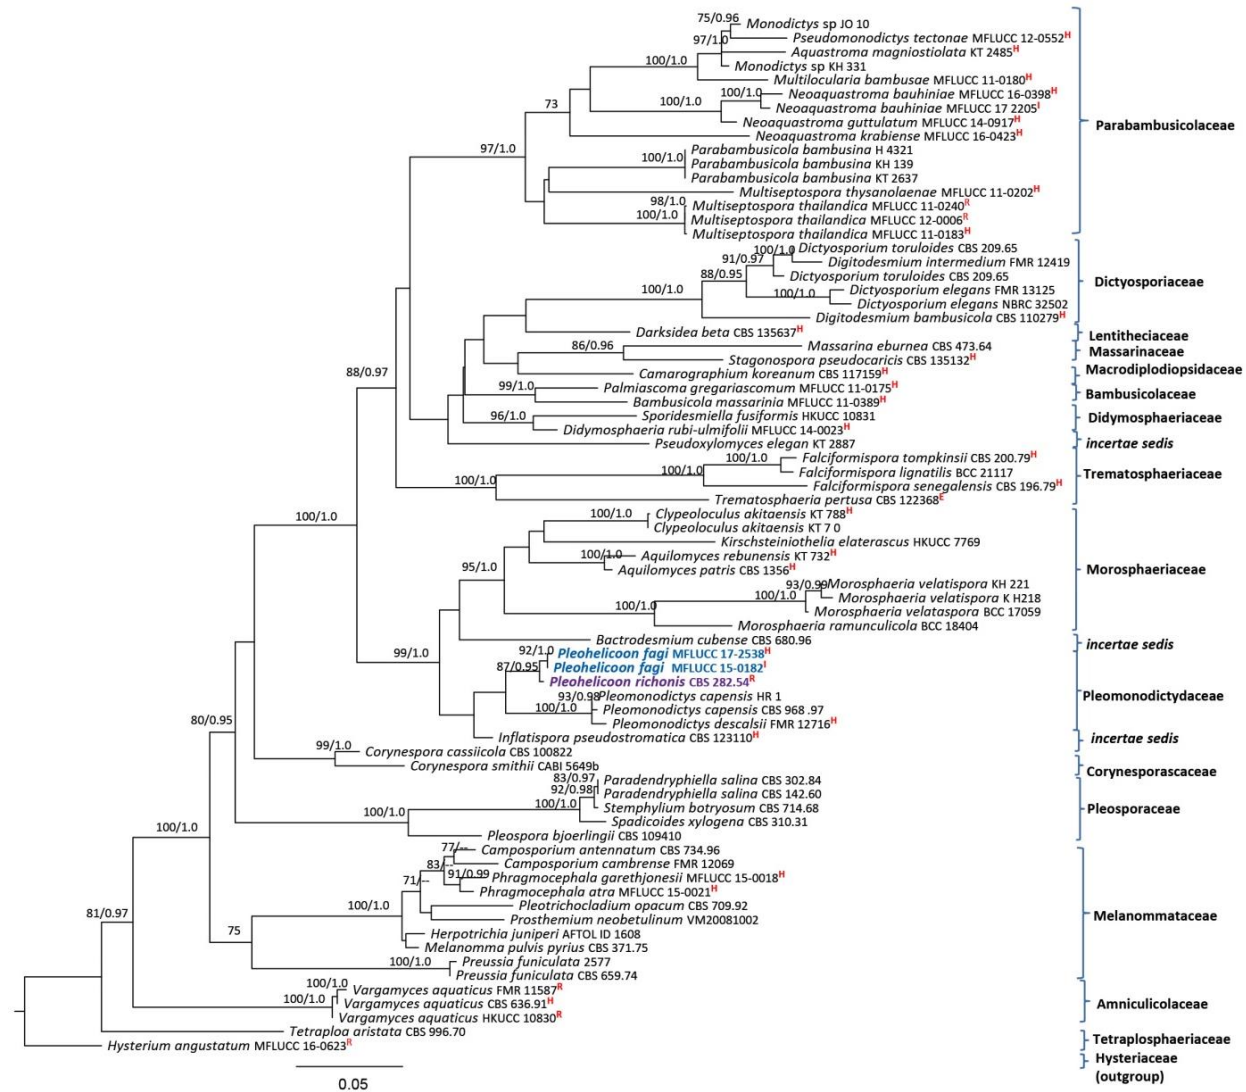 75/0.96
Monodictys sp JO 10
Pseudomonodictys tectonae MFLUCC 12-0552H
97/1.0
Aquastroma magniostiolata KT 2485H
100/1.0
Monodictys sp KH 331
Multilocularia bambusae MFLUCC 11-0180H
100/1.0
Neoaquastroma bauhiniae MFLUCC 16-0398H
73
100/1.0
Neoaquastroma bauhiniae MFLUCC 17 2205I
Neoaquastroma guttulatum MFLUCC 14-0917H
Parabambusicolaceae
Neoaquastroma krabiense MFLUCC 16-0423H
97/1.0
Parabambusicola bambusina H 4321
100/1.0
Parabambusicola bambusina KH 139
Parabambusicola bambusina KT 2637
Multiseptospora thysanolaenae MFLUCC 11-0202H
98/1.0
Multiseptospora thailandica MFLUCC 11-0240R
100/1.0
Multiseptospora thailandica MFLUCC 12-0006R
Multiseptospora thailandica MFLUCC 11-0183H
100/1.0
Dictyosporium toruloides CBS 209.65
91/0.97
Digitodesmium intermedium FMR 12419
88/0.95
Dictyosporium toruloides CBS 209.65
Dictyosporiaceae
100/1.0
100/1.0
Dictyosporium elegans FMR 13125
Dictyosporium elegans NBRC 32502
Digitodesmium bambusicola CBS 110279H
Darksidea beta CBS 135637H
Lentitheciaceae
86/0.96
Massarina eburnea CBS 473.64
Massarinaceae
Stagonospora pseudocaricis CBS 135132H
88/0.97
Camarographium koreanum CBS 117159H
Macrodiplodiopsidaceae
99/1.0
Palmiascoma gregariascomum MFLUCC 11-0175H
Bambusicolaceae
Bambusicola massarinia MFLUCC 11-0389H
96/1.0
Sporidesmiella fusiformis HKUCC 10831
Didymosphaeriaceae
Didymosphaeria rubi-ulmifolii MFLUCC 14-0023H
Pseudoxylomyces elegan KT 2887
incertae sedis
100/1.0
Falciformispora tompkinsii CBS 200.79H
100/1.0
100/1.0
Falciformispora lignatilis BCC 21117
Trematosphaeriaceae
Falciformispora senegalensis CBS 196.79H
Trematosphaeria pertusa CBS 122368E
100/1.0
100/1.0
Clypeoloculus akitaensis KT 788H
Clypeoloculus akitaensis KT 7 0
Kirschsteiniothelia elaterascus HKUCC 7769
100/1.0
Aquilomyces rebunensis KT 732H
95/1.0
Aquilomyces patris CBS 1356H
Morosphaeriaceae
93/0.99
Morosphaeria velatispora KH 221
100/1.0
100/1.0
Morosphaeria velatispora K H218
Morosphaeria velataspora BCC 17059
Morosphaeria ramunculicola BCC 18404
Bactrodesmium cubense CBS 680.96
incertae sedis
99/1.0
92/1.0
Pleohelicoon fagi MFLUCC 17-2538H
87/0.95
Pleohelicoon fagi MFLUCC 15-0182I
Pleohelicoon richonis CBS 282.54R
93/0.98
Pleomonodictys capensis HR 1
Pleomonodictydaceae
100/1.0
Pleomonodictys capensis CBS 968 .97
Pleomonodictys descalsii FMR 12716H
80/0.95
Inflatispora pseudostromatica CBS 123110H
incertae sedis
99/1.0
Corynespora cassiicola CBS 100822
Corynespora smithii CABI 5649b
Corynesporascaceae
83/0.97
Paradendryphiella salina CBS 302.84
92/0.98
Paradendryphiella salina CBS 142.60
100/1.0
Stemphylium botryosum CBS 714.68
Pleosporaceae
100/1.0
Spadicoides xylogena CBS 310.31
100/1.0
Pleospora bjoerlingii CBS 109410
77/--
Camposporium antennatum CBS 734.96
83/--
Camposporium cambrense FMR 12069
91/0.99
Phragmocephala garethjonesii MFLUCC 15-0018H
71/--
Phragmocephala atra MFLUCC 15-0021H
100/1.0
Pleotrichocladium opacum CBS 709.92
81/0.97
Prosthemium neobetulinum VM20081002
Melanommataceae
75
Herpotrichia juniperi AFTOL ID 1608
Melanomma pulvis pyrius CBS 371.75
100/1.0
Preussia funiculata 2577
Preussia funiculata CBS 659.74
100/1.0
Vargamyces aquaticus FMR 11587R
100/1.0
Vargamyces aquaticus CBS 636.91H
Amniculicolaceae
Vargamyces aquaticus HKUCC 10830R
Tetraploa aristata CBS 996.70
Tetraplosphaeriaceae
Hysterium angustatum MFLUCC 16-0623R
Hysteriaceae
(outgroup)
0.05